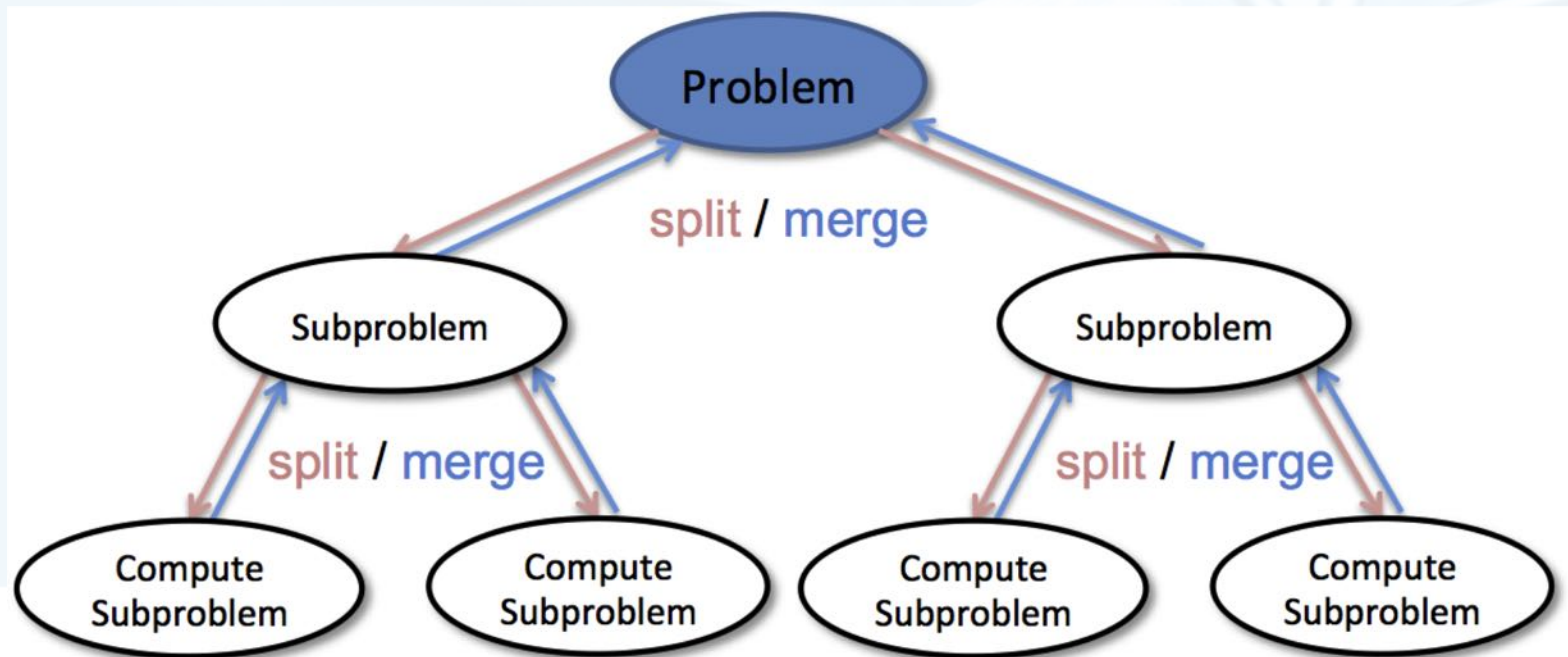 Problem
split / merge
Subproblem
Subproblem
split / merge
split / merge
Compute
Subproblem
Compute
Subproblem
Compute
Subproblem
Compute
Subproblem